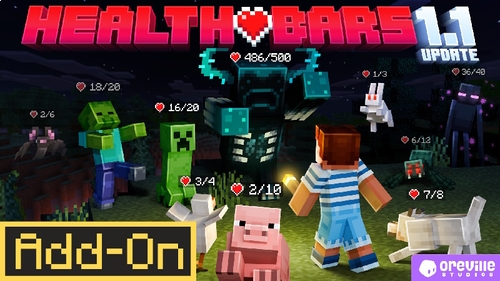 HEALTH BARS
1.1
UPDATE
486/500
1/3
36/40
18/20
16/20
2/6
6/12
3/4
2/10
7/8
Add-On
oreville
STUDIOS